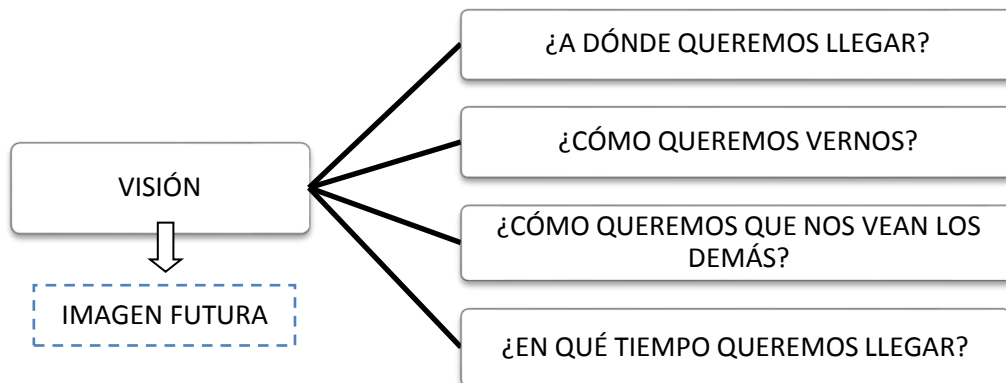 ¿A DÓNDE QUEREMOS LLEGAR?
¿CÓMO QUEREMOS VERNOS?
VISIÓN
¿CÓMO QUEREMOS QUE NOS VEAN LOS
DEMÁS?
IMAGEN FUTURA
¿EN QUÉ TIEMPO QUEREMOS LLEGAR?